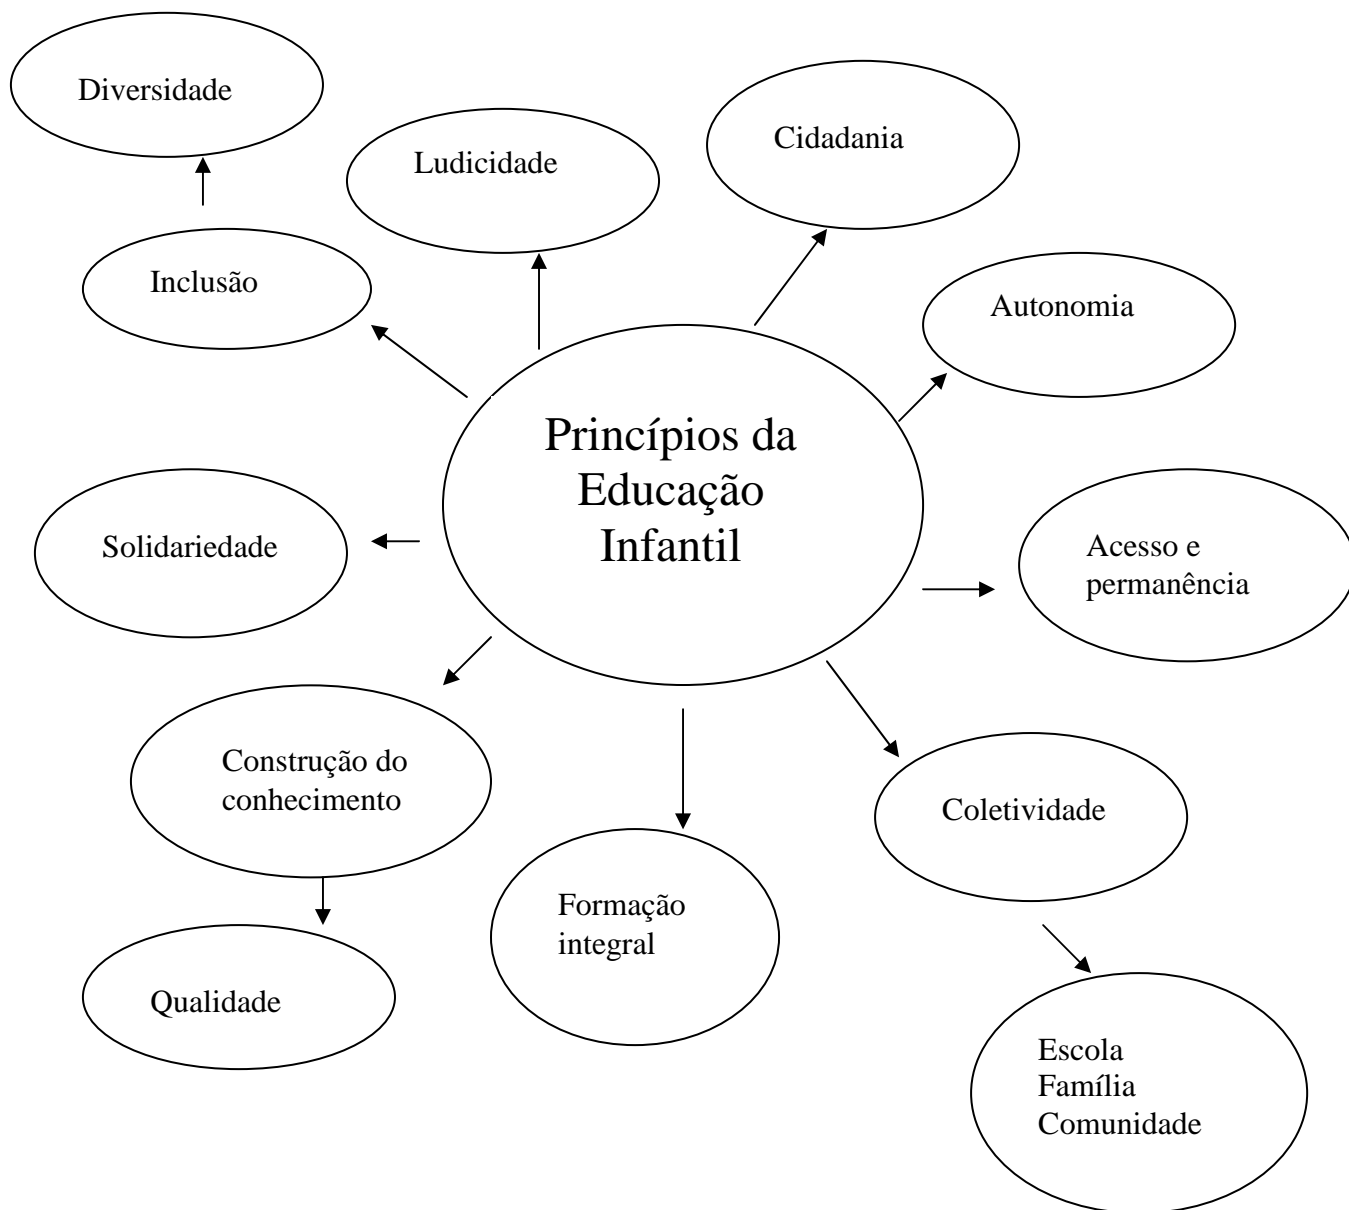 Diversidade
Ludicidade
Cidadania
Inclusão
Autonomia
Princípios da
Educação
Infantil
Solidariedade
Acesso e
permanência
Construção do
conhecimento
Coletividade
Formação
integral
Qualidade
Escola
Família
Comunidade